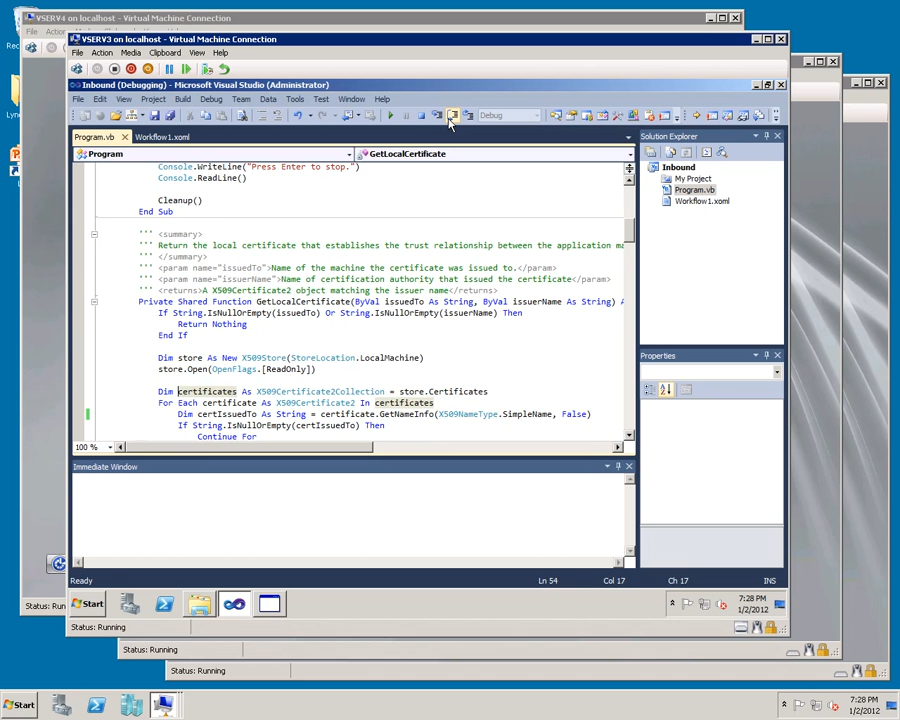 VSERV4 on localhost - Virtual Machine Connection
File Action
VSERV3 on localhost - Virtual Machine Connection
File Action Media Clipboard View Help
Inbound (Debugging) - Microsoft Visual Studio (Administrator)
File Edit View Project Build Debug Team Data Tools Test Window Help
Debug
Program.vb Workflow1.xoml
Program GetLocalCertificate
Console.WriteLine("Press Enter to stop.")
Console.ReadLine()
Cleanup()
End Sub
''' <summary>
''' Return the local certificate that establishes the trust relationship between the application ma
''' </summary>
''' <param name="issuedTo">Name of the machine the certificate was issued to.</param>
''' <param name="issuerName">Name of certification authority that issued the certificate</param>
''' <returns>A X509Certificate2 object matching the issuer name</returns>
Private Shared Function GetLocalCertificate(ByVal issuedTo As String, ByVal issuerName As String) A
If String.IsNullOrEmpty(issuedTo) Or String.IsNullOrEmpty(issuerName) Then
Return Nothing
End If
Dim store As New X509Store(StoreLocation.LocalMachine)
store.Open(OpenFlags.[ReadOnly])
Dim certificates As X509Certificate2Collection = store.Certificates
For Each certificate As X509Certificate2 In certificates
Dim certIssuedTo As String = certificate.GetNameInfo(X509NameType.SimpleName, False)
If String.IsNullOrEmpty(certIssuedTo) Then
Continue For
100 %
Solution Explorer
Inbound
My Project
Program.vb
Workflow1.xoml
Properties
Immediate Window
Ready Ln 54 Col 17 Ch 17 INS
Start
7:28 PM
1/2/2012
Status: Running
Status: Run
Status: Running
Status: Running
Start
7:28 PM
1/2/2012